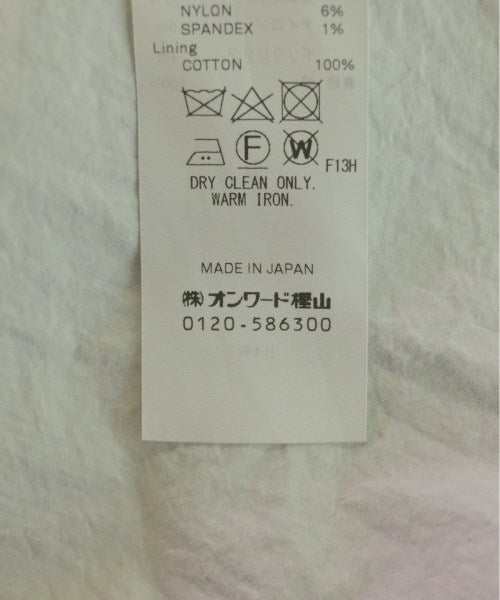 NYLON 6%
SPANDEX 1%
Lining
COTTON 100%
F W F13H
DRY CLEAN ONLY.
WARM IRON.
MADE IN JAPAN
㈱オンワード樫山
0120-586300